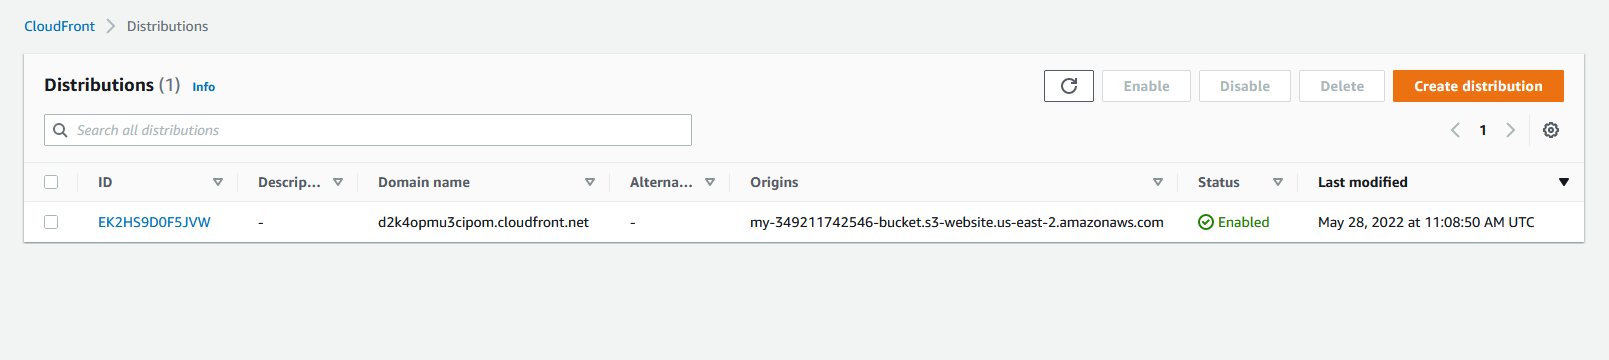 CloudFront Distributions
Distributions (1) Info
Enable Disable Delete Create distribution
Search all distributions
1
ID Descrip... Domain name Alterna... Origins Status Last modified
EK2HS9D0F5JVW - d2k4opmu3cipom.cloudfront.net - my-349211742546-bucket.s3-website.us-east-2.amazonaws.com Enabled May 28, 2022 at 11:08:50 AM UTC